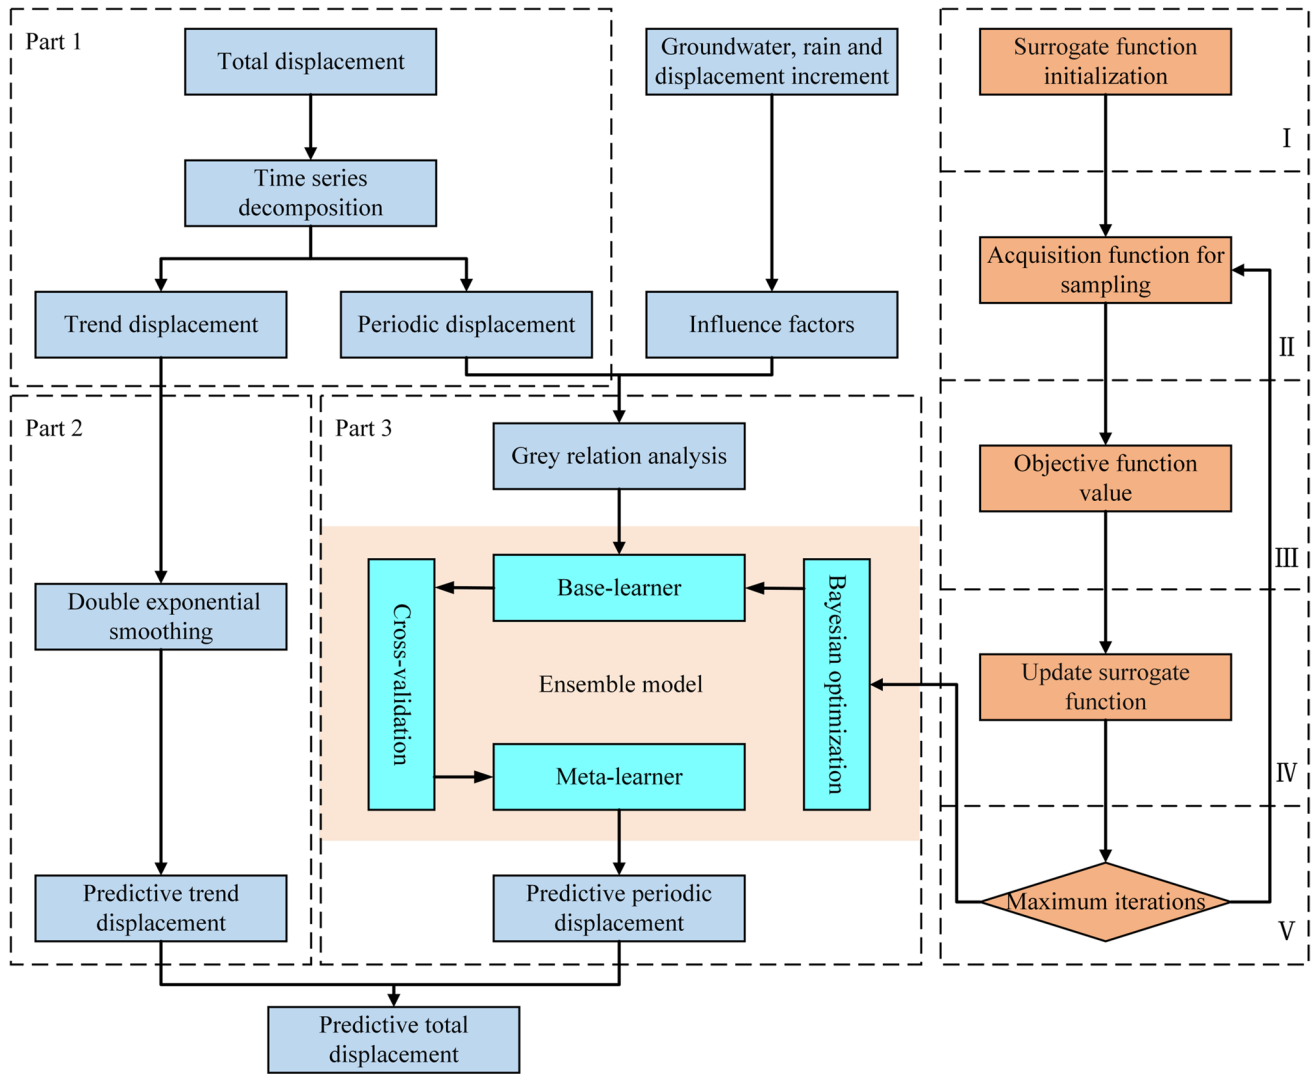 Part 1
Total displacement
Time series
decomposition
Trend displacement
Periodic displacement
Groundwater, rain and
displacement increment
Influence factors
Part 2
Double exponential
smoothing
Predictive trend
displacement
Part 3
Grey relation analysis
Base-learner
Cross-validation
Ensemble model
Bayesian optimization
Meta-learner
Predictive periodic
displacement
Predictive total
displacement
Surrogate function
initialization
I
Acquisition function for
sampling
II
Objective function
value
III
Update surrogate
function
IV
Maximum iterations
V